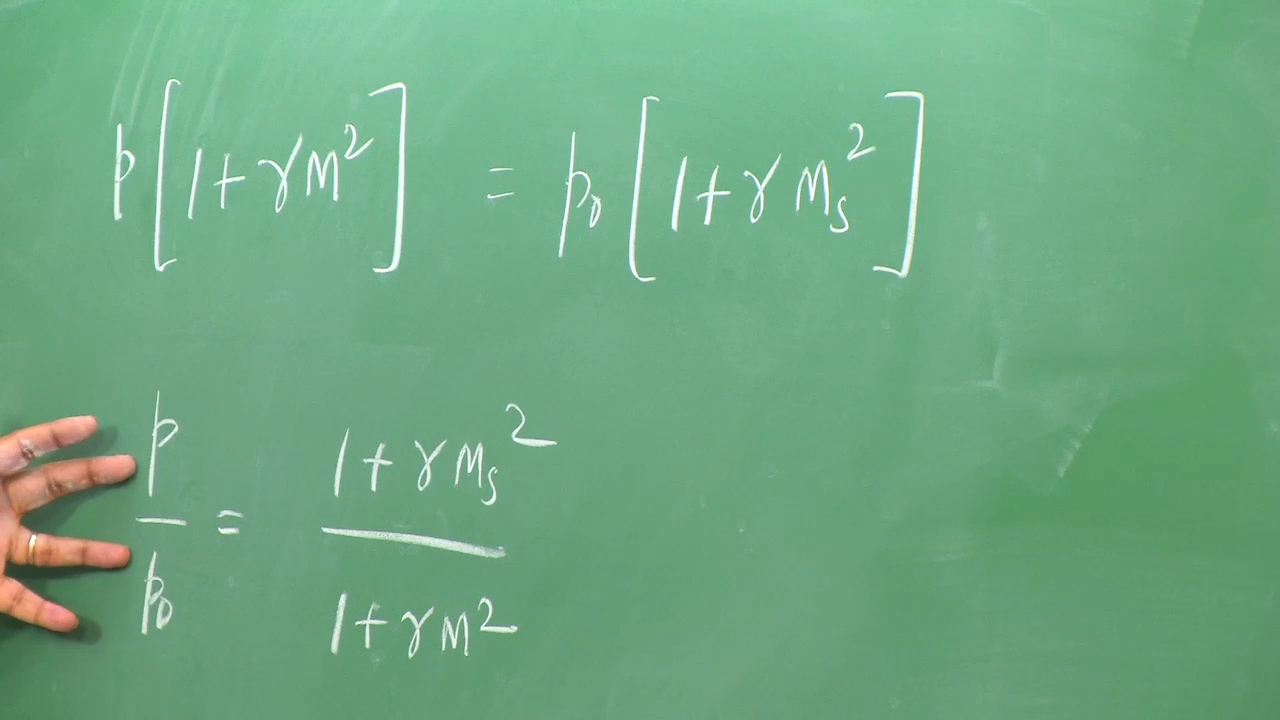 p[1+γM²] = p₀[1+γMₛ²]
p/p₀ = (1+γMₛ²)/(1+γM²)